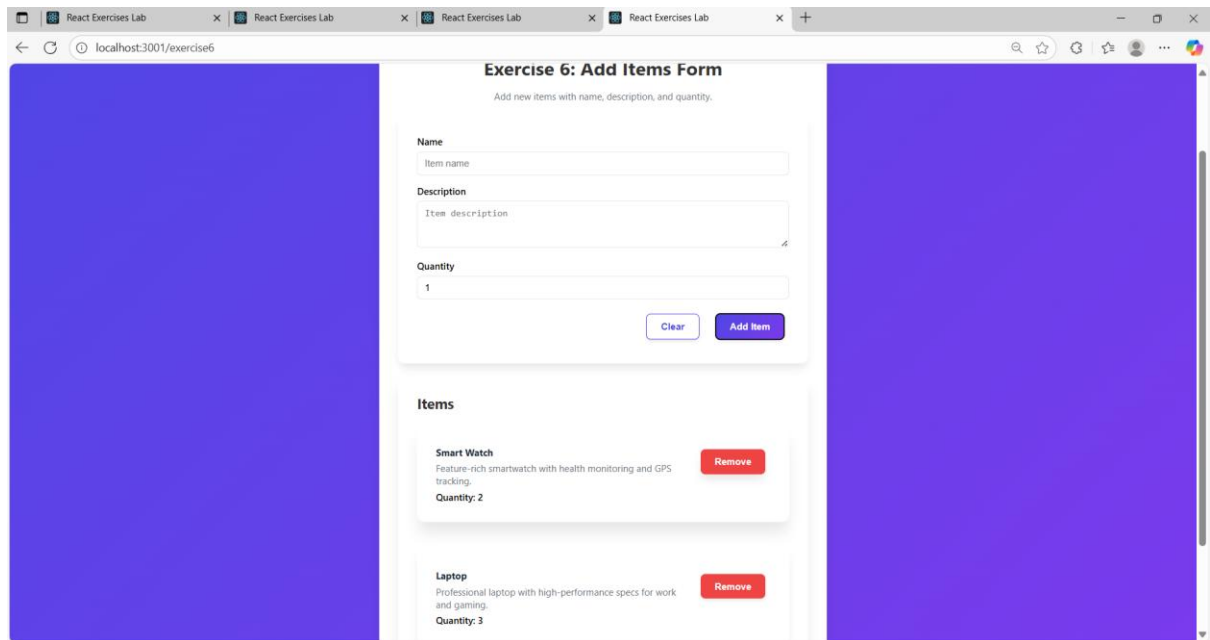 React Exercises Lab
React Exercises Lab
React Exercises Lab
React Exercises Lab
localhost:3001/exercise6
Exercise 6: Add Items Form
Add new items with name, description, and quantity.
Name
Item name
Description
Item description
Quantity
1
Clear
Add Item
Items
Smart Watch
Feature-rich smartwatch with health monitoring and GPS
tracking.
Quantity: 2
Remove
Laptop
Professional laptop with high-performance specs for work
and gaming.
Quantity: 3
Remove